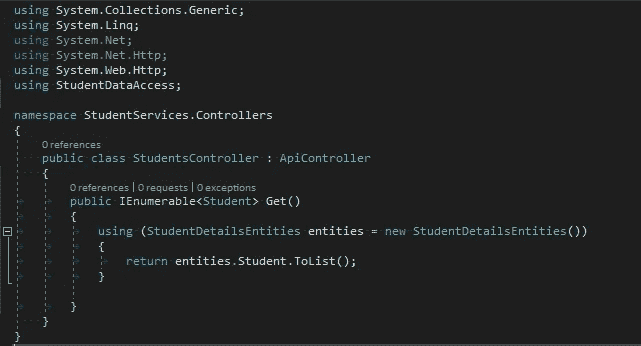 using System.Collections.Generic;
using System.Linq;
using System.Net;
using System.Net.Http;
using System.Web.Http;
using StudentDataAccess;
namespace StudentServices.Controllers
{
0 references
public class StudentsController : ApiController
{
0 references | 0 requests | 0 exceptions
public IEnumerable<Student> Get()
{
using (StudentDetailsEntities entities = new StudentDetailsEntities())
{
return entities.Student.ToList();
}
}
}
}